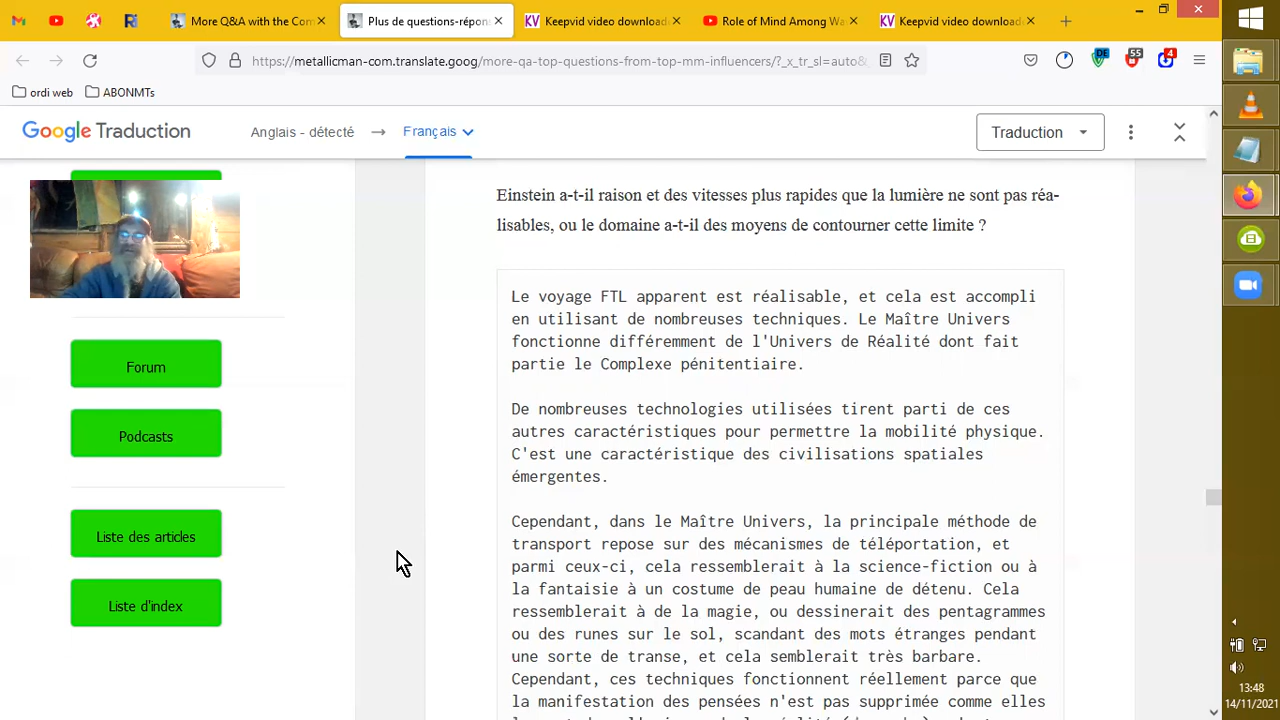 More Q&A with the Com
Plus de questions-répon
Keepvid video download
Role of Mind Among Wa
Keepvid video download
https://metallicman-com.translate.goog/more-qa-with-questions-from-top-mm-influencers/?_x_tr_sl=auto&
DE
55
4
ordi web
ABONMTs
Google Traduction
Anglais - détecté
Français
Traduction
Einstein a-t-il raison et des vitesses plus rapides que la lumière ne sont pas réa-
lisables, ou le domaine a-t-il des moyens de contourner cette limite ?
Le voyage FTL apparent est réalisable, et cela est accompli
en utilisant de nombreuses techniques. Le Maître Univers
fonctionne différemment de l'Univers de Réalité dont fait
partie le Complexe pénitentiaire.
De nombreuses technologies utilisées tirent parti de ces
autres caractéristiques pour permettre la mobilité physique.
C'est une caractéristique des civilisations spatiales
émergentes.
Cependant, dans le Maître Univers, la principale méthode de
transport repose sur des mécanismes de téléportation, et
parmi ceux-ci, cela ressemblerait à la science-fiction ou à
la fantaisie à un costume de peau humaine de détenu. Cela
ressemblerait à de la magie, ou dessinerait des pentagrammes
ou des runes sur le sol, scandant des mots étranges pendant
une sorte de transe, et cela semblerait très barbare.
Cependant, ces techniques fonctionnent réellement parce que
la manifestation des pensées n'est pas supprimée comme elles
Forum
Podcasts
Liste des articles
Liste d'index
13:48
14/11/2021